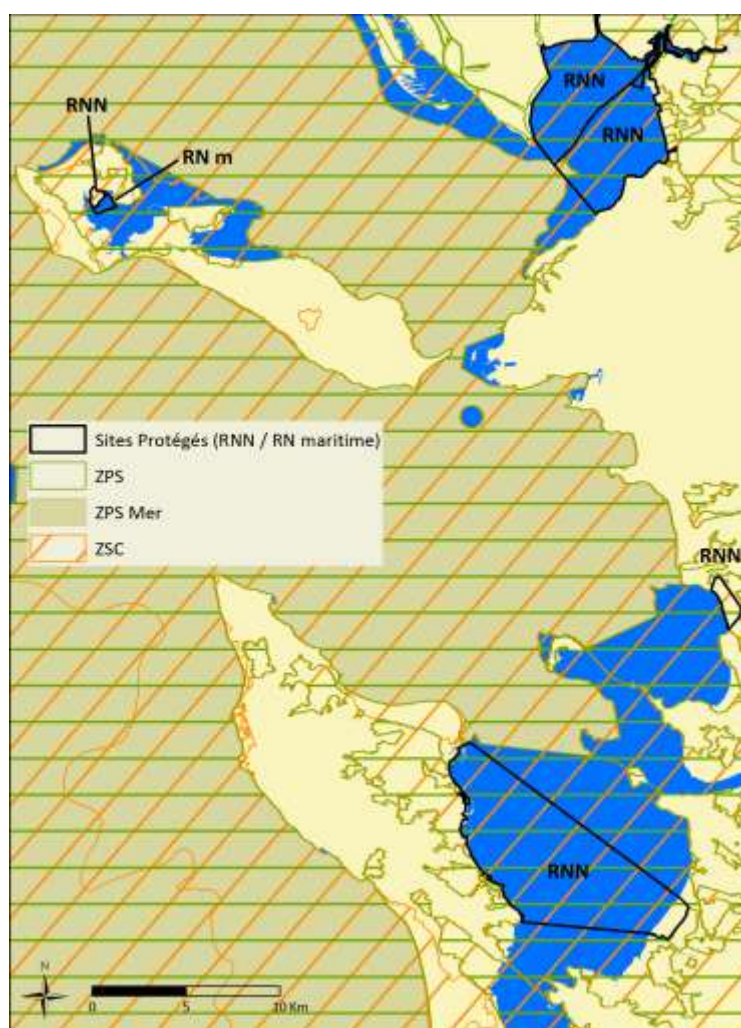 RNN
RNN
RNN
RN m
Sites Protégés (RNN / RN maritime)
ZPS
ZPS Mer
ZSC
RNN
RNN
N
0 5 10 Km